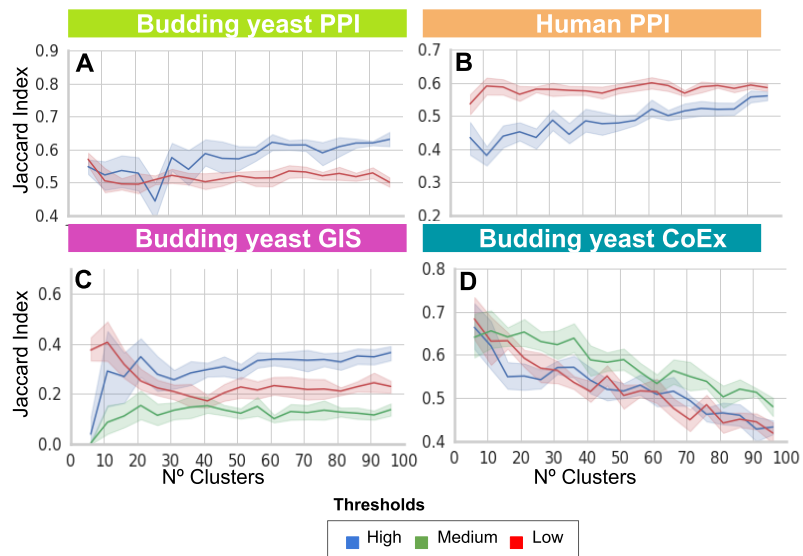 Budding yeast PPI
Human PPI
A
B
Jaccard Index
0.9
0.8
0.7
0.6
0.5
0.4
0.7
0.6
0.5
0.4
0.3
0.2
Budding yeast GIS
Budding yeast CoEx
C
D
Jaccard Index
0.6
0.4
0.2
0.0
0.8
0.7
0.6
0.5
0.4
0 10 20 30 40 50 60 70 80 90 100
0 10 20 30 40 50 60 70 80 90 100
Nº Clusters
Nº Clusters
Thresholds
High Medium Low